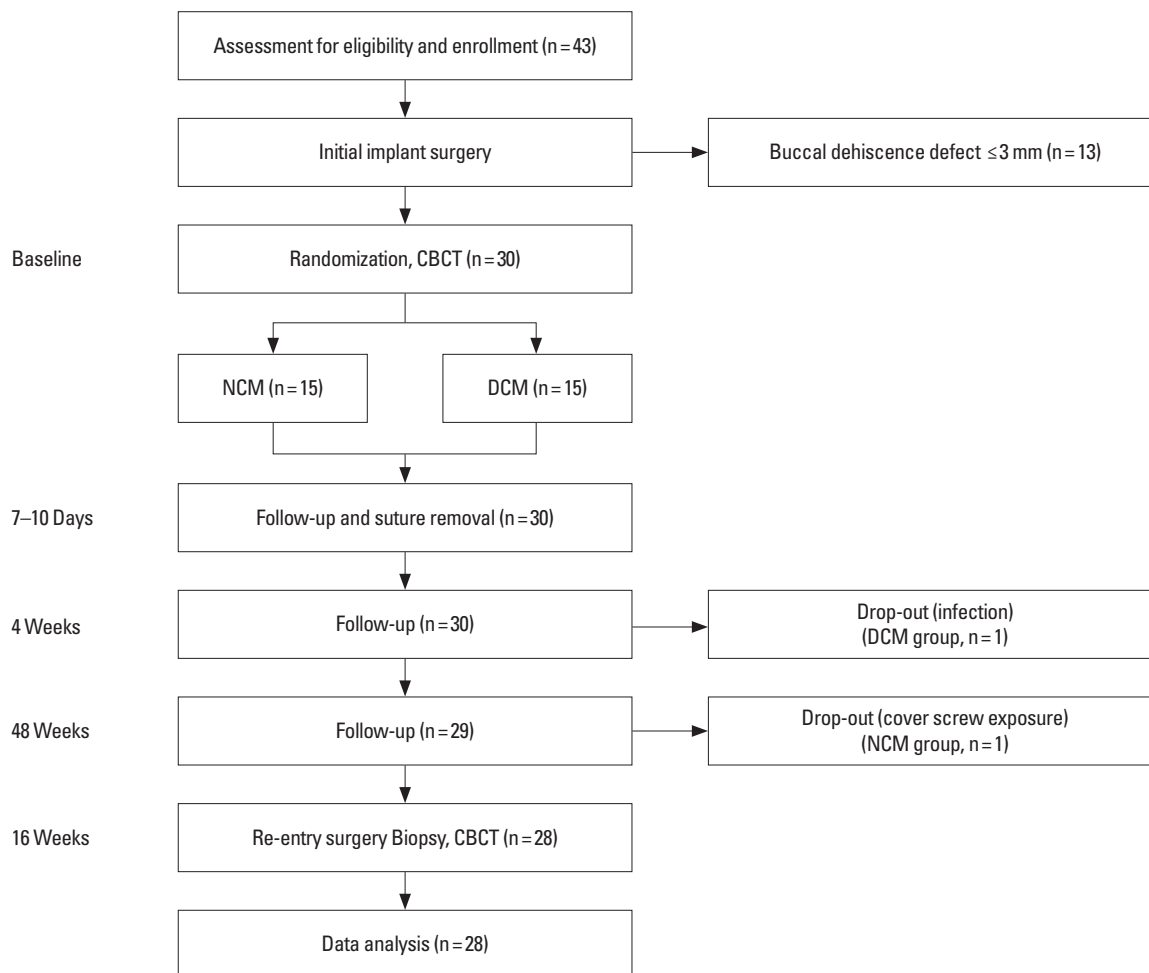 Assessment for eligibility and enrollment (n=43)
Initial implant surgery
Buccal dehiscence defect ≤3 mm (n=13)
Baseline
Randomization, CBCT (n=30)
NCM (n=15)
DCM (n=15)
7–10 Days
Follow-up and suture removal (n=30)
4 Weeks
Follow-up (n=30)
Drop-out (infection)
(DCM group, n=1)
48 Weeks
Follow-up (n=29)
Drop-out (cover screw exposure)
(NCM group, n=1)
16 Weeks
Re-entry surgery Biopsy, CBCT (n=28)
Data analysis (n=28)